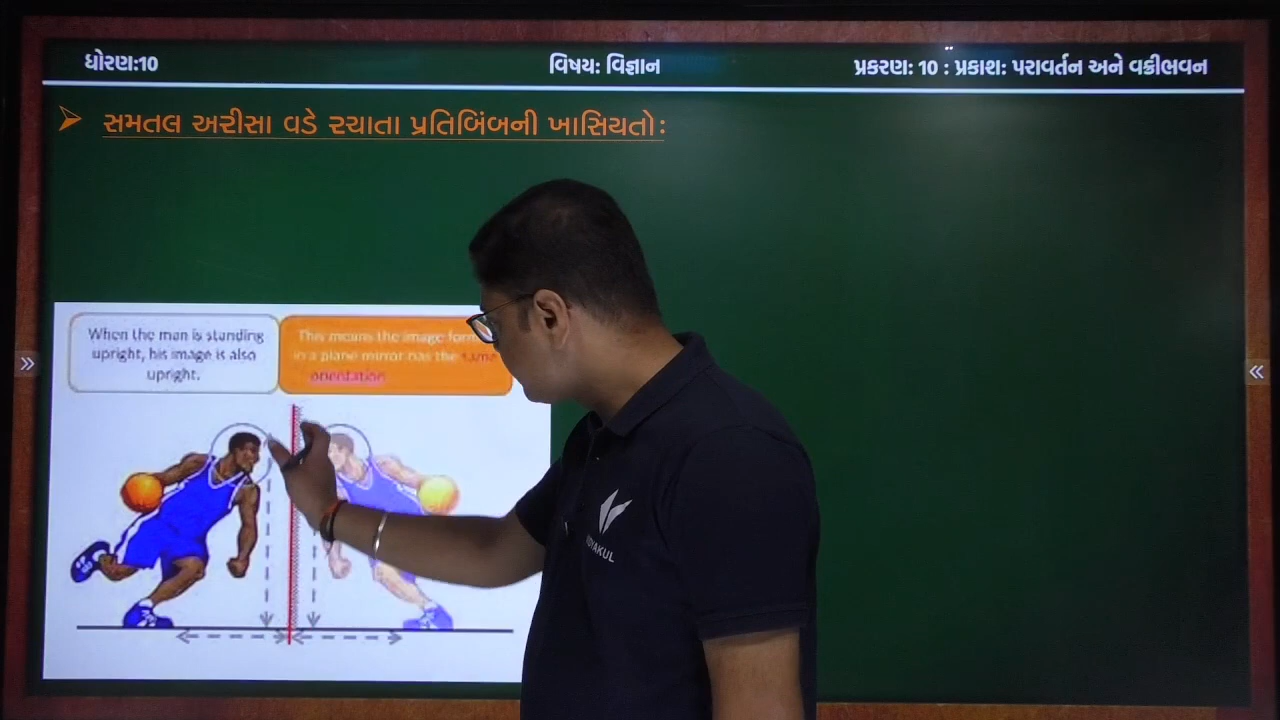 ધોરણ:10
વિષય: વિજ્ઞાન
પ્રકરણ: 10 : પ્રકાશ: પરાવર્તન અને વક્રીભવન
સમતલ અરીસા વડે રચાતા પ્રતિબિંબની ખાસિયતો:
When the man is standing
upright, his image is also
upright.
This means the image
in a plane mirror has the same
orientation